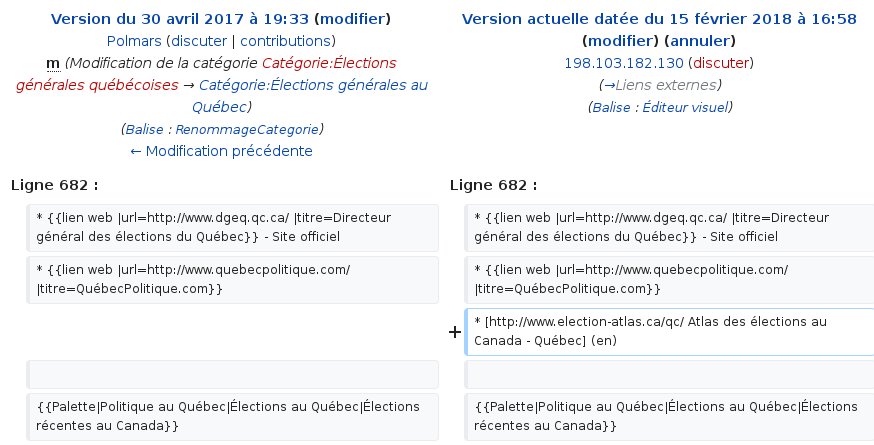 Version du 30 avril 2017 à 19:33 (modifier)
Polmars (discuter | contributions)
m (Modification de la catégorie Catégorie:Élections
générales québécoises → Catégorie:Élections générales au
Québec)
(Balise : RenommageCategorie)
← Modification précédente
Version actuelle datée du 15 février 2018 à 16:58
(modifier) (annuler)
198.103.182.130 (discuter)
(→Liens externes)
(Balise : Éditeur visuel)
Ligne 682 :
Ligne 682 :
* {{lien web |url=http://www.dgeq.qc.ca/ |titre=Directeur
général des élections du Québec}} - Site officiel
* {{lien web |url=http://www.dgeq.qc.ca/ |titre=Directeur
général des élections du Québec}} - Site officiel
* {{lien web |url=http://www.quebecpolitique.com/
|titre=QuébecPolitique.com}}
* {{lien web |url=http://www.quebecpolitique.com/
|titre=QuébecPolitique.com}}
+ * [http://www.election-atlas.ca/qc/ Atlas des élections au
Canada - Québec] (en)
{{Palette|Politique au Québec|Élections au Québec|Élections
récentes au Canada}}
{{Palette|Politique au Québec|Élections au Québec|Élections
récentes au Canada}}